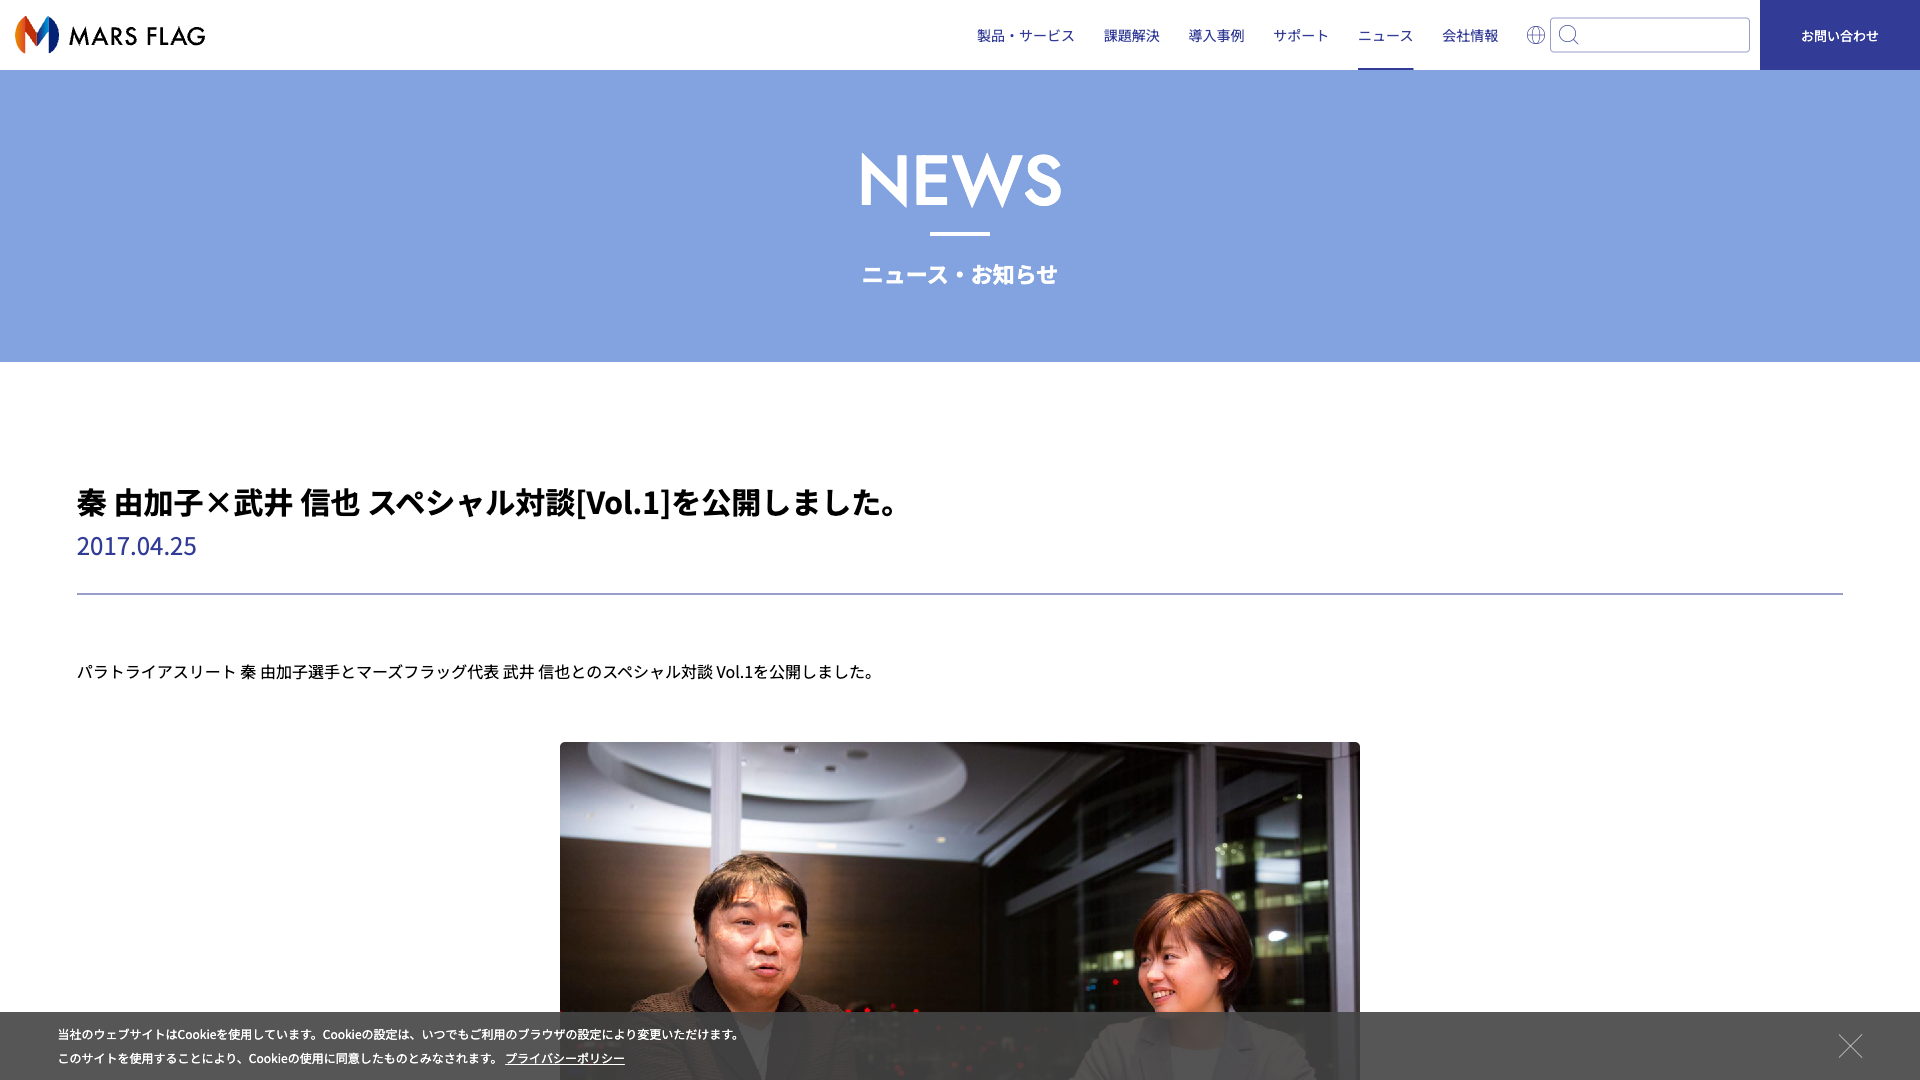 MARS FLAG
製品・サービス 課題解決 導入事例 サポート ニュース 会社情報 お問い合わせ
NEWS
ニュース・お知らせ
秦 由加子×武井 信也 スペシャル対談[Vol.1]を公開しました。
2017.04.25
パラトライアスリート 秦 由加子選手とマーズフラッグ代表 武井 信也とのスペシャル対談 Vol.1を公開しました。
当社のウェブサイトはCookieを使用しています。Cookieの設定は、いつでもご利用のブラウザの設定により変更いただけます。
このサイトを使用することにより、Cookieの使用に同意したものとみなされます。 プライバシーポリシー